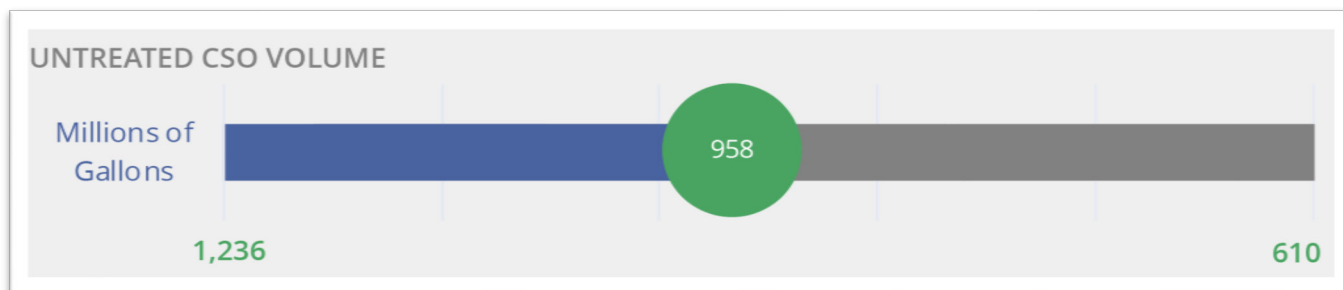 UNTREATED CSO VOLUME
Millions of
Gallons
958
1,236
610